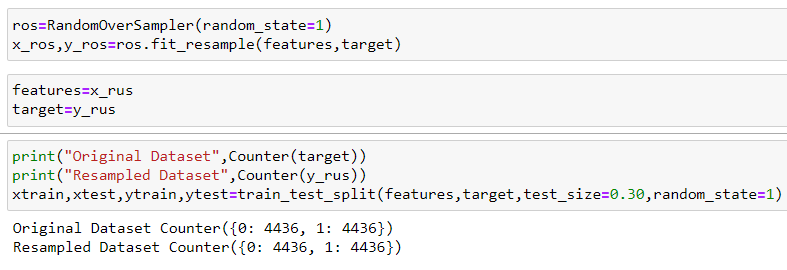 ros=RandomOverSampler(random_state=1)
x_ros,y_ros=ros.fit_resample(features,target)
features=x_rus
target=y_rus
print("Original Dataset",Counter(target))
print("Resampled Dataset",Counter(y_rus))
xtrain,xtest,ytrain,ytest=train_test_split(features,target,test_size=0.30,random_state=1)
Original Dataset Counter({0: 4436, 1: 4436})
Resampled Dataset Counter({0: 4436, 1: 4436})